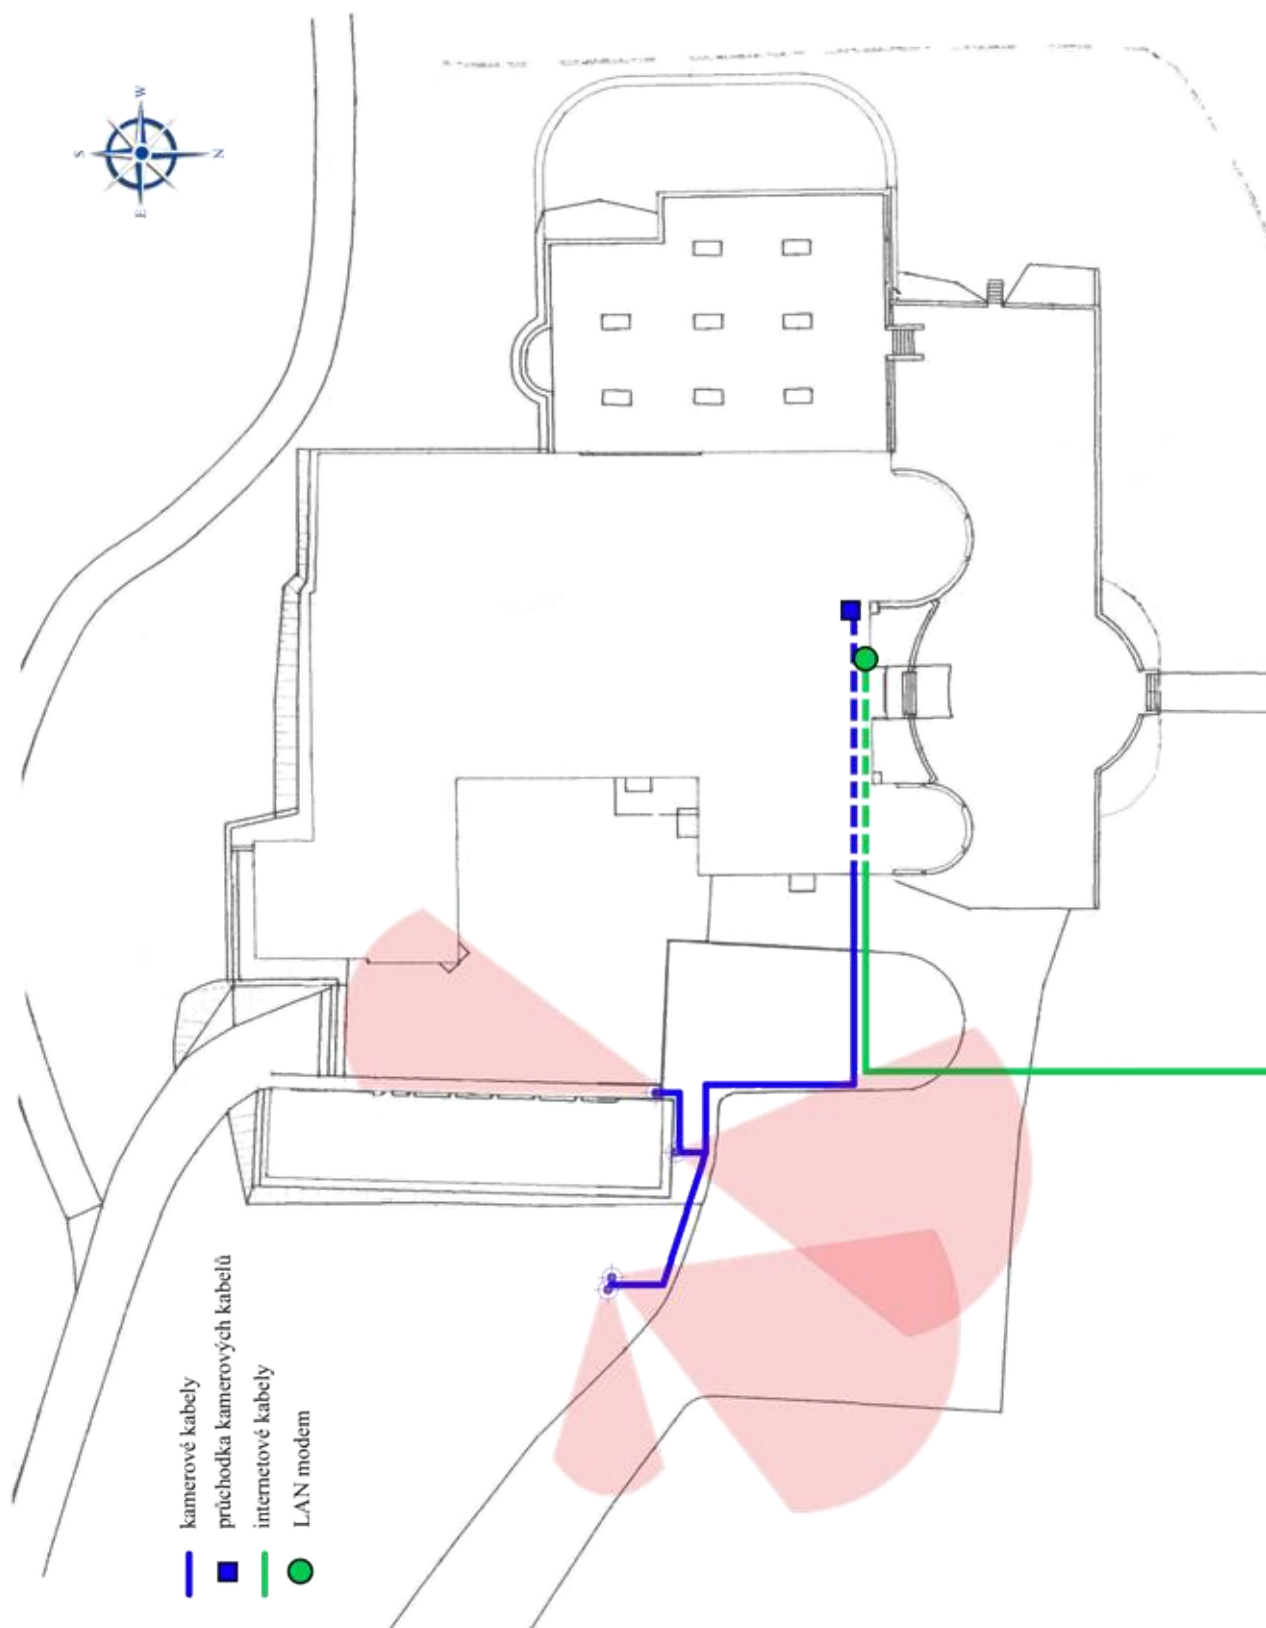 W
S
N
E
kamerové kabely
průchodka kamerových kabelů
internetové kabely
LAN modem